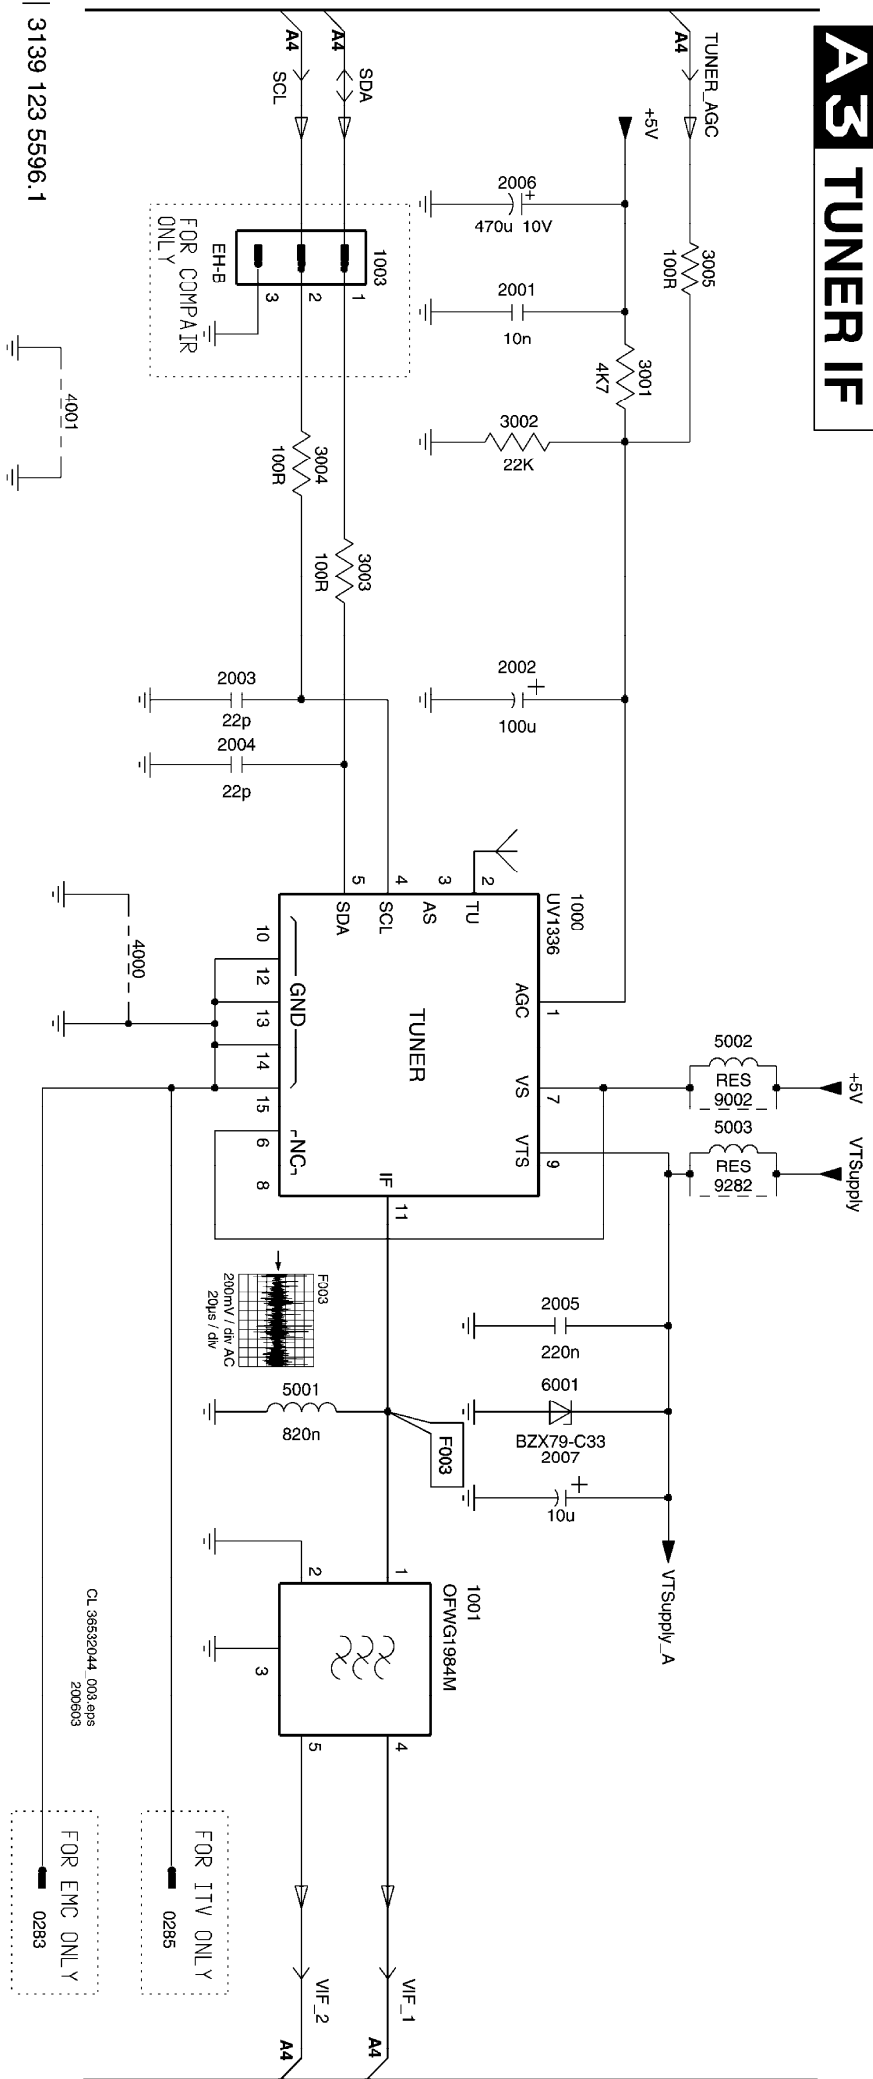 A3 TUNER IF
3139 123 5596.1
TUNER_AGC
A4
SDA
A4
SCL
A4
+5V
2006
470u 10V
2001
10n
3005
100R
3001
4K7
3002
22K
1003
1
2
3
EH-B
FOR COMPAIR
ONLY
3004
100R
3003
100R
4001
2002
100u
2003
22p
2004
22p
1000
UV1336
TUNER
2
TU
3
AS
4
SCL
5
SDA
AGC
1
VS
7
VTS
9
IF
11
10
12
13
14
15
6
8
GND
NC
4000
5002
RES
9002
+5V
5003
RES
9282
VTSupply
2005
220n
6001
BZX79-C33
2007
10u
VTSupply_A
F003
200mV / div AC
20µs / div
5001
820n
F003
1001
OFWG1984M
1
2
3
4
5
VIF_1
A4
VIF_2
A4
FOR ITV ONLY
0285
FOR EMC ONLY
0283
CL 36532044_003.eps
200603